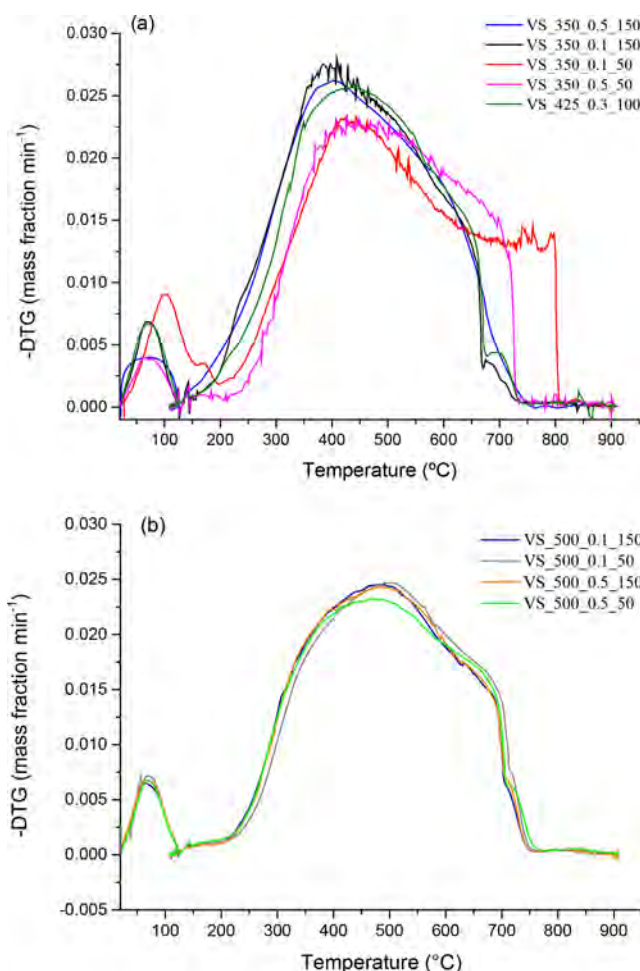 (a)
VS_350_0.5_150
VS_350_0.1_150
VS_350_0.1_50
VS_350_0.5_50
VS_425_0.3_100
-DTG (mass fraction min-1)
0.030
0.025
0.020
0.015
0.010
0.005
0.000
100 200 300 400 500 600 700 800 900
Temperature (ºC)
(b)
VS_500_0.1_150
VS_500_0.1_50
VS_500_0.5_150
VS_500_0.5_50
-DTG (mass fraction min-1)
0.030
0.025
0.020
0.015
0.010
0.005
0.000
-0.005
100 200 300 400 500 600 700 800 900
Temperature (°C)